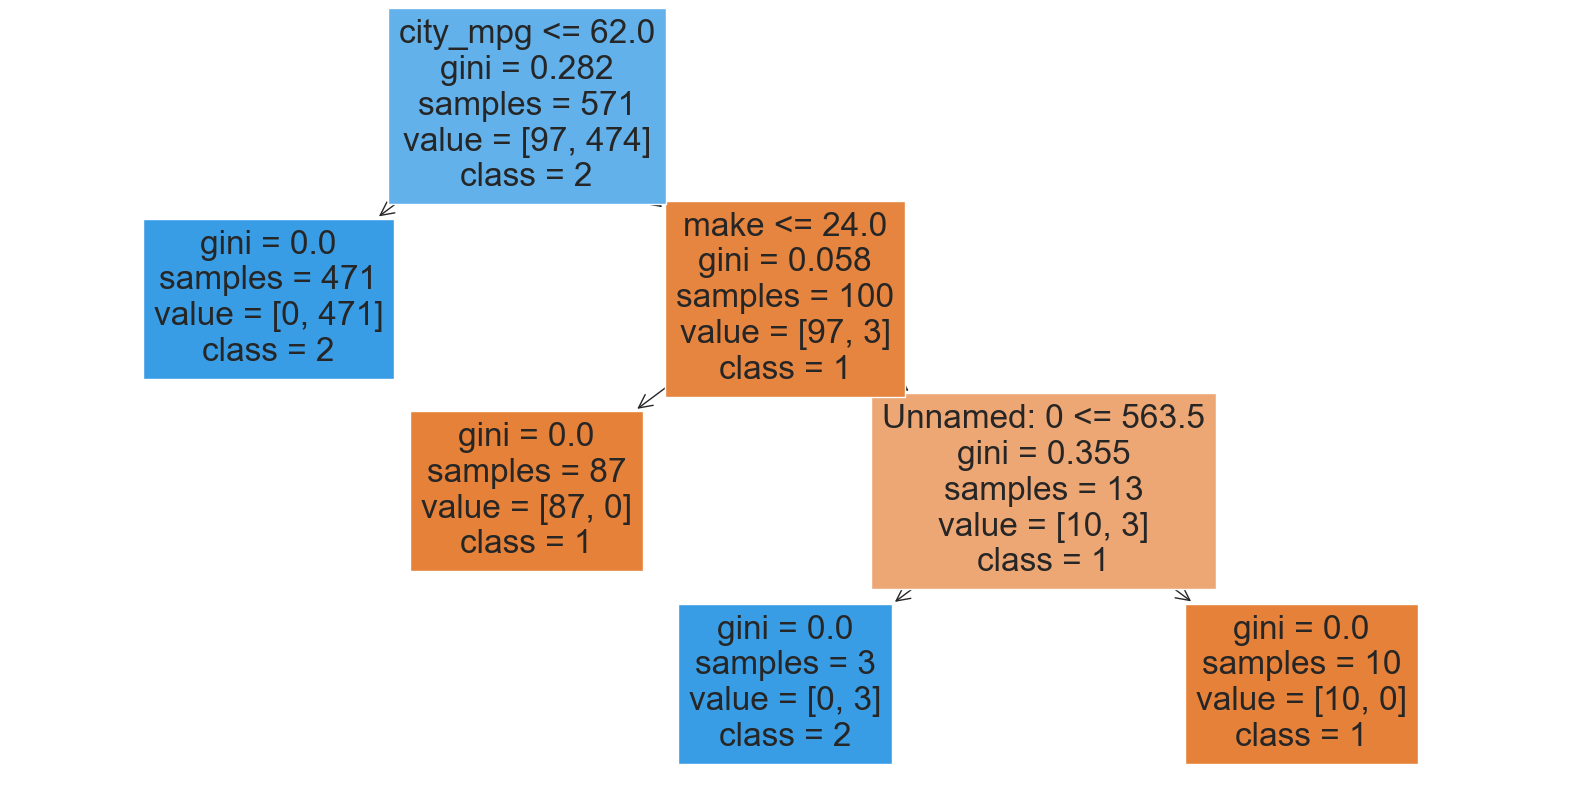 city_mpg <= 62.0
gini = 0.282
samples = 571
value = [97, 474]
class = 2
gini = 0.0
samples = 471
value = [0, 471]
class = 2
make <= 24.0
gini = 0.058
samples = 100
value = [97, 3]
class = 1
gini = 0.0
samples = 87
value = [87, 0]
class = 1
Unnamed: 0 <= 563.5
gini = 0.355
samples = 13
value = [10, 3]
class = 1
gini = 0.0
samples = 3
value = [0, 3]
class = 2
gini = 0.0
samples = 10
value = [10, 0]
class = 1